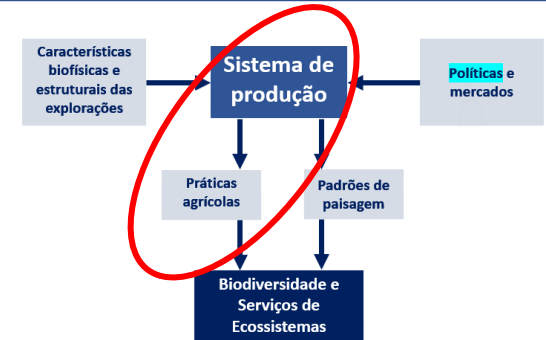 Características
biofísicas e
estruturais das
explorações
Sistema de
produção
Políticas e
mercados
Práticas
agrícolas
Padrões de
paisagem
Biodiversidade e
Serviços de
Ecossistemas